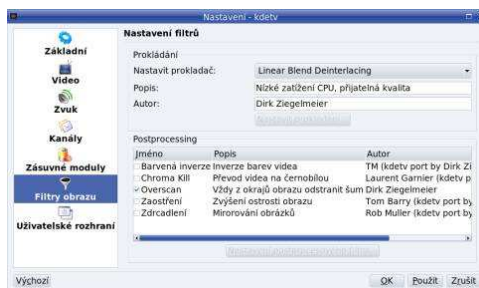 Nastavení - kdetv
Základní
Video
Zvuk
Kanály
Zásuvné moduly
Filtry obrazu
Uživatelské rozhraní
Nastavení filtrů
Prokládání
Nastavit prokladač: Linear Blend Deinterlacing
Popis: Nízké zatížení CPU, přijatelná kvalita
Autor: Dirk Ziegelmeier
Postprocessing
Jméno Popis Autor
Barvená inverze Inverze barev videa TM (kdetv port by Dirk Zi
Chroma Kill Převod videa na černobílou Laurent Garnier (kdetv p
Overscan Vždy z okrajů obrazu odstranit šum Dirk Ziegelmeier
Zaostření Zvýšení ostrosti obrazu Tom Barry (kdetv port by
Zdrcadlení Mirorování obrázků Rob Muller (kdetv port by
Výchozí OK Použít Zrušit